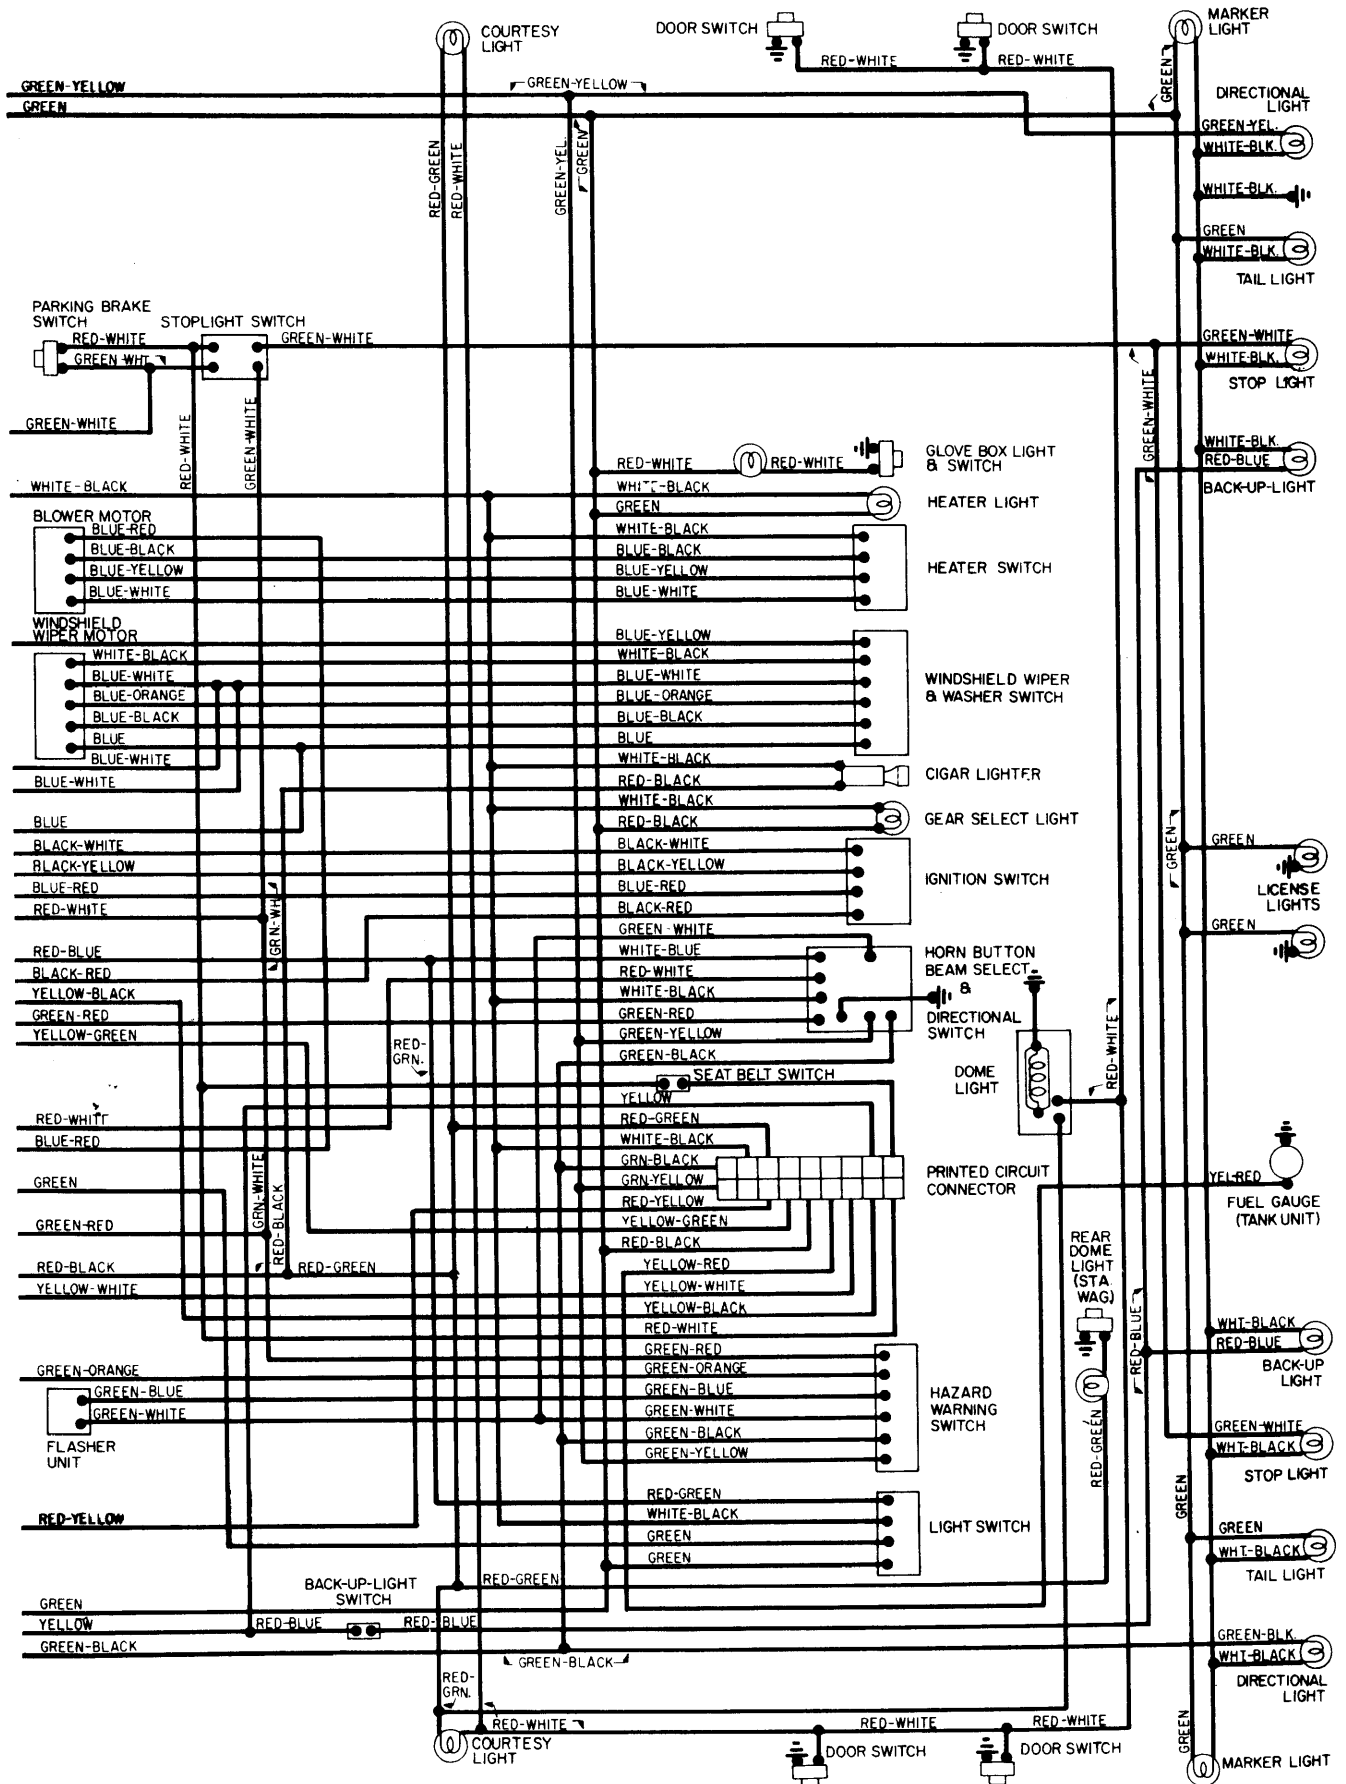 COURTESY
LIGHT
DOOR SWITCH
DOOR SWITCH
MARKER
LIGHT
RED-WHITE
RED-WHITE
GREEN
GREEN-YELLOW
GREEN-YELLOW
GREEN
DIRECTIONAL
LIGHT
GREEN-YEL.
WHITE-BLK.
RED-GREEN
RED-WHITE
GREEN-YEL.
GREEN
WHITE-BLK.
GREEN
WHITE-BLK.
TAIL LIGHT
PARKING BRAKE
SWITCH
STOPLIGHT SWITCH
RED-WHITE
GREEN-WHITE
GREEN-WHITE
GREEN WHT
WHITE-BLK.
STOP LIGHT
GREEN-WHITE
GREEN-WHITE
RED-WHITE
GREEN-WHITE
WHITE-BLK.
RED-BLUE
BACK-UP-LIGHT
RED-WHITE
RED-WHITE
GLOVE BOX LIGHT
& SWITCH
WHITE-BLACK
WHITE-BLACK
GREEN
HEATER LIGHT
BLOWER MOTOR
BLUE-RED
BLUE-BLACK
BLUE-YELLOW
BLUE-WHITE
WHITE-BLACK
BLUE-BLACK
BLUE-YELLOW
BLUE-WHITE
HEATER SWITCH
WINDSHIELD
WIPER MOTOR
WHITE-BLACK
BLUE-WHITE
BLUE-ORANGE
BLUE-BLACK
BLUE
BLUE-WHITE
BLUE-WHITE
BLUE-YELLOW
WHITE-BLACK
BLUE-WHITE
BLUE-ORANGE
BLUE-BLACK
BLUE
WINDSHIELD WIPER
& WASHER SWITCH
WHITE-BLACK
RED-BLACK
CIGAR LIGHTER
WHITE-BLACK
RED-BLACK
GEAR SELECT LIGHT
BLUE
BLACK-WHITE
BLACK-YELLOW
BLUE-RED
RED-WHITE
GRN-WH
BLACK-WHITE
BLACK-YELLOW
BLUE-RED
BLACK-RED
IGNITION SWITCH
GREEN
GREEN
LICENSE
LIGHTS
GREEN
RED-BLUE
BLACK-RED
YELLOW-BLACK
GREEN-RED
YELLOW-GREEN
GREEN-WHITE
WHITE-BLUE
RED-WHITE
WHITE-BLACK
GREEN-RED
GREEN-YELLOW
GREEN-BLACK
HORN BUTTON
BEAM SELECT
&
DIRECTIONAL
SWITCH
RED-
GRN.
SEAT BELT SWITCH
DOME
LIGHT
RED-WHITE
RED-WHITT
BLUE-RED
YELLOW
RED-GREEN
WHITE-BLACK
GRN-BLACK
GRN-YELLOW
RED-YELLOW
YELLOW-GREEN
RED-BLACK
YELLOW-RED
YELLOW-WHITE
YELLOW-BLACK
RED-WHITE
PRINTED CIRCUIT
CONNECTOR
YEL-RED
FUEL GAUGE
(TANK UNIT)
GREEN
GREEN-RED
GRN-WHITE
RED-BLACK
RED-BLACK
RED-GREEN
YELLOW-WHITE
REAR
DOME
LIGHT
(STA.
WAG)
RED-BLUE
WHT-BLACK
RED-BLUE
BACK-UP
LIGHT
GREEN-ORANGE
GREEN-BLUE
GREEN-WHITE
FLASHER
UNIT
GREEN-RED
GREEN-ORANGE
GREEN-BLUE
GREEN-WHITE
GREEN-BLACK
GREEN-YELLOW
HAZARD
WARNING
SWITCH
RED-GREEN
GREEN-WHITE
WHT-BLACK
STOP LIGHT
RED-YELLOW
RED-GREEN
WHITE-BLACK
GREEN
GREEN
LIGHT SWITCH
GREEN
GREEN
WHT-BLACK
TAIL LIGHT
BACK-UP-LIGHT
SWITCH
RED-GREEN
GREEN
YELLOW
GREEN-BLACK
RED-BLUE
RED-BLUE
GREEN-BLACK
GREEN-BLK.
WHT-BLACK
DIRECTIONAL
LIGHT
RED-
GRN.
RED-WHITE
RED-WHITE
RED-WHITE
GREEN
COURTESY
LIGHT
DOOR SWITCH
DOOR SWITCH
MARKER LIGHT